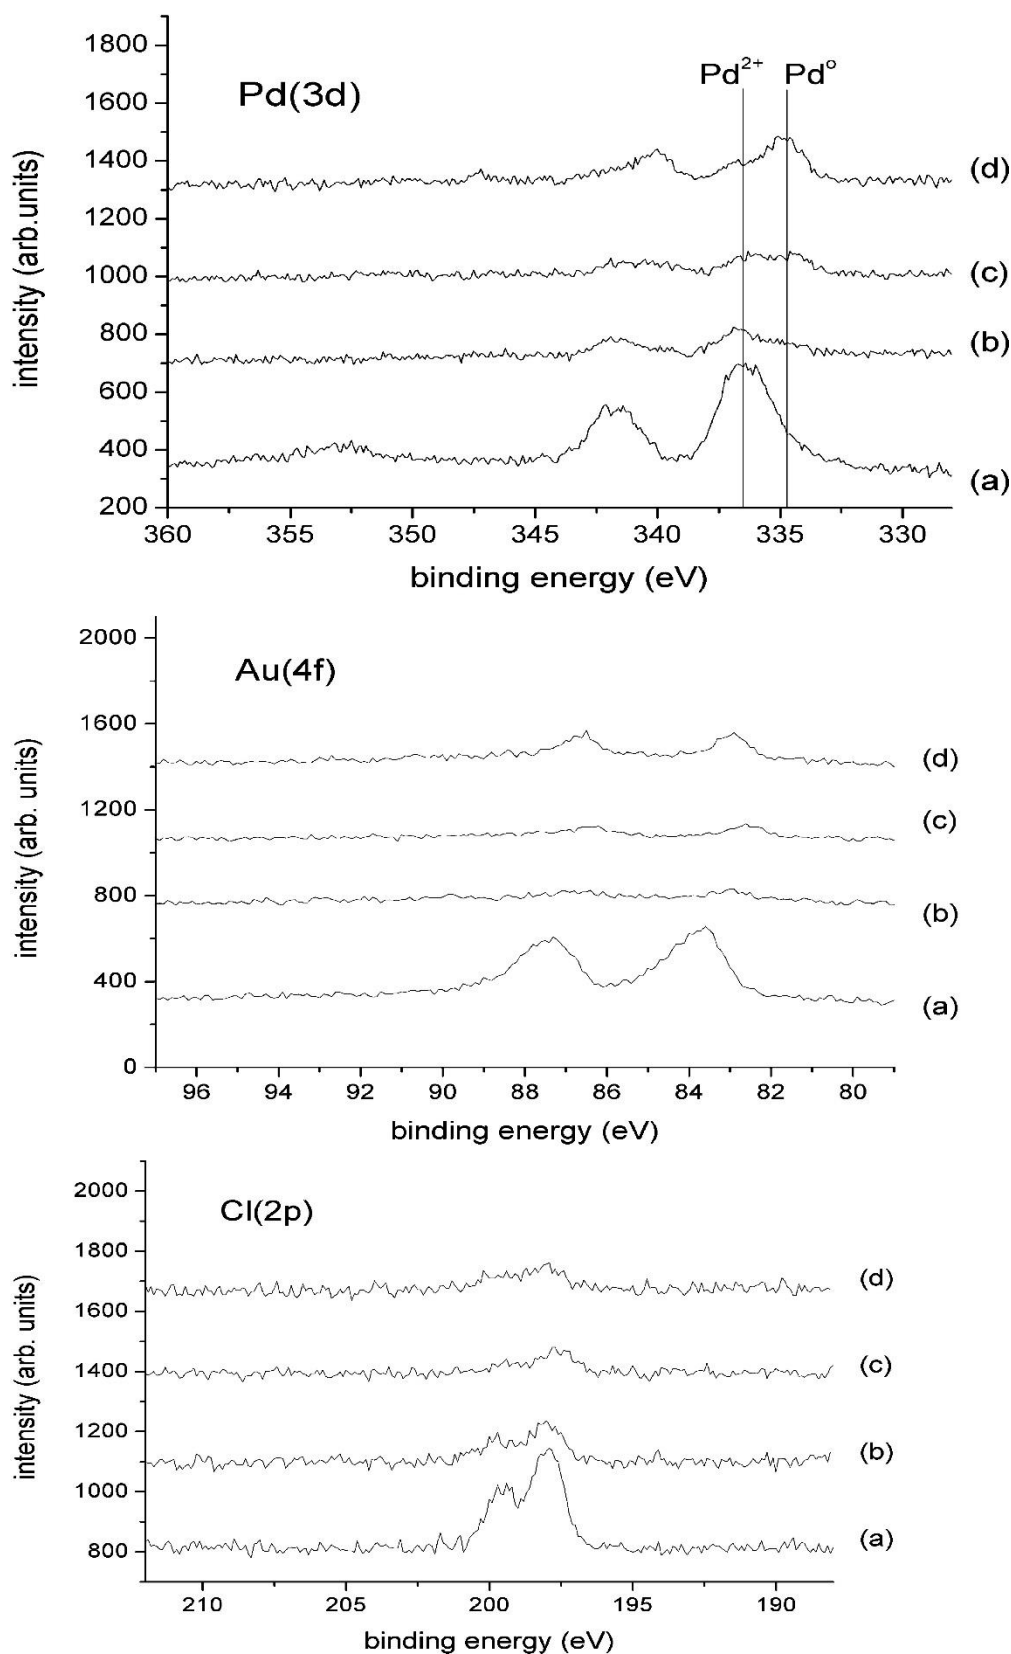 Pd(3d)
Pd2+ Pdo
1800
1600
1400
1200
1000
800
600
400
200
intensity (arb.units)
(d)
(c)
(b)
(a)
360 355 350 345 340 335 330
binding energy (eV)
Au(4f)
2000
1600
1200
800
400
0
intensity (arb. units)
(d)
(c)
(b)
(a)
96 94 92 90 88 86 84 82 80
binding energy (eV)
Cl(2p)
2000
1800
1600
1400
1200
1000
800
intensity (arb. units)
(d)
(c)
(b)
(a)
210 205 200 195 190
binding energy (eV)